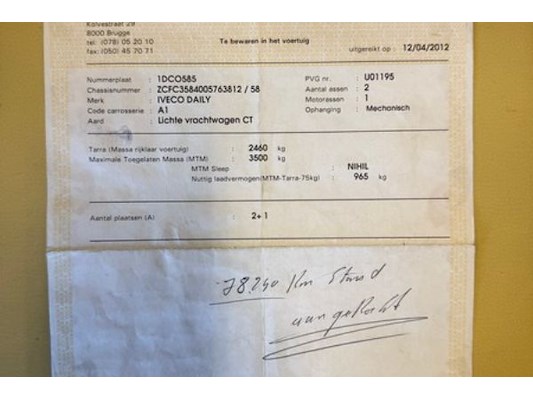 Kolvestraat 29
8000 Brugge
tel: (078) 05 20 10
fax: (050) 45 70 71
Te bewaren in het voertuig
uitgereikt op : 12/04/2012
Nummerplaat : 1DCO585
PVG nr. : U01195
Chassisnummer : ZCFC3584005763812 / 58
Aantal assen : 2
Merk : IVECO DAILY
Motorassen : 1
Code carrosserie : A1
Ophanging : Mechanisch
Aard : Lichte vrachtwagen CT
Tarra (Massa rijklaar voertuig) : 2460 kg
Maximale Toegelaten Massa (MTM) : 3500 kg
MTM Sleep : NIHIL
Nuttig laadvermogen(MTM-Tarra-75kg) : 965 kg
Aantal plaatsen (A) : 2+1
78.240 Km Stand
aangekocht